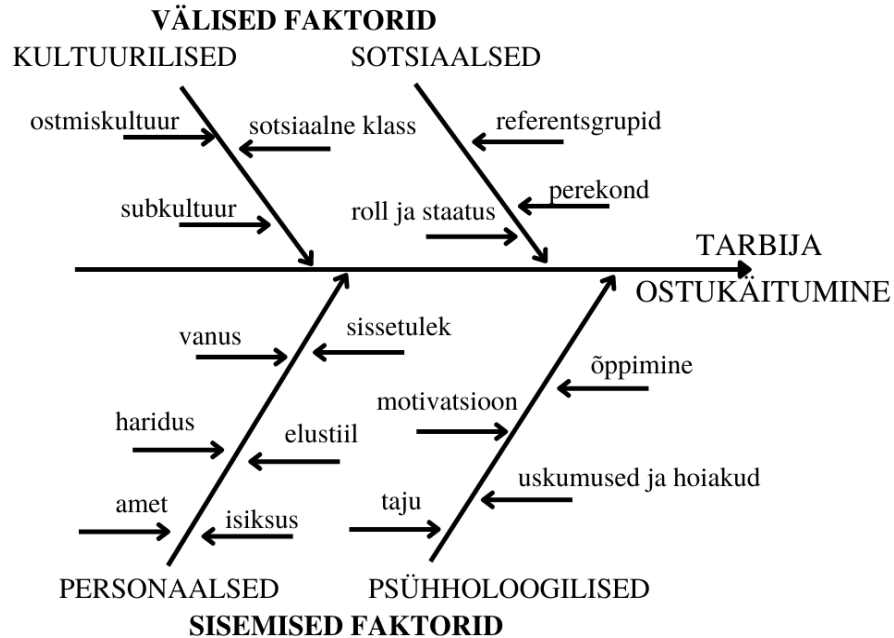 VÄLISED FAKTORID
KULTUURILISED
SOTSIAALSED
ostmiskultuur
sotsiaalne klass
subkultuur
referentsgrupid
perekond
roll ja staatus
TARBIJA
OSTUKÄITUMINE
vanus
sissetulek
haridus
elustiil
amet
isiksus
õppimine
motivatsioon
uskumused ja hoiakud
taju
PERSONAALSED
PSÜHHOLOOGILISED
SISEMISED FAKTORID